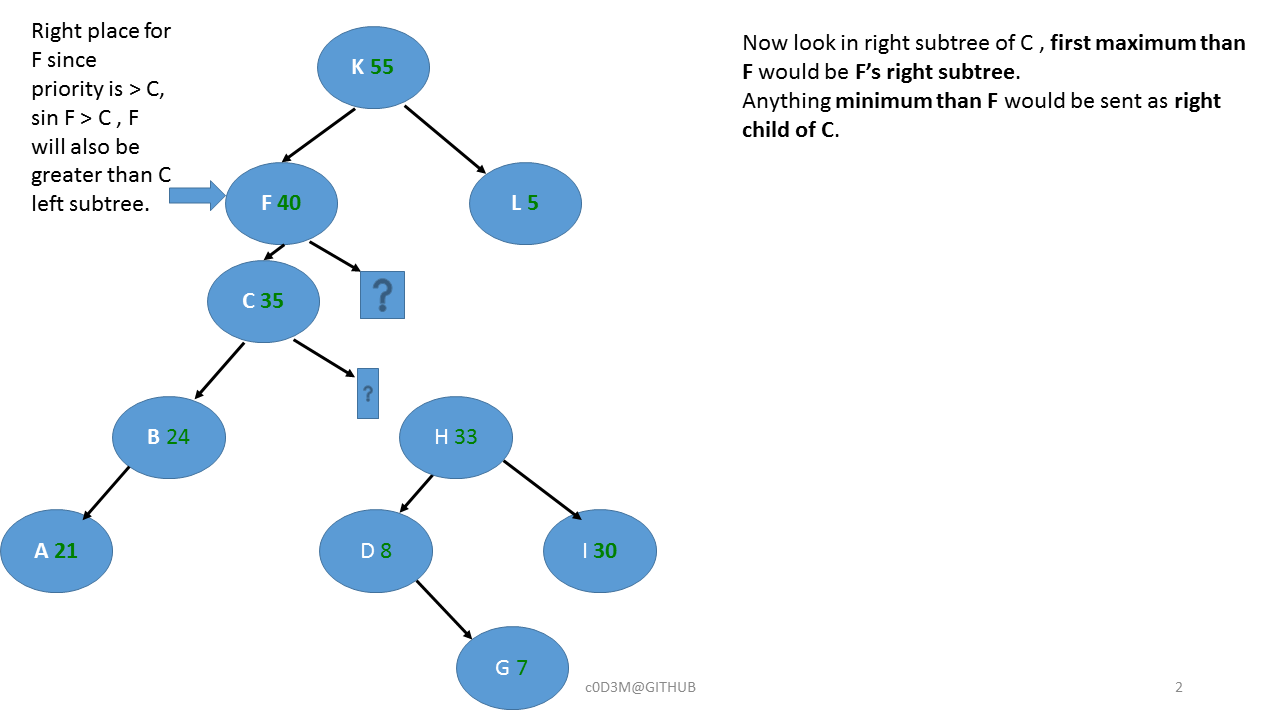 Right place for
F since
priority is > C,
sin F > C , F
will also be
greater than C
left subtree.
Now look in right subtree of C , first maximum than
F would be F’s right subtree.
Anything minimum than F would be sent as right
child of C.
K 55
F 40
L 5
C 35
?
?
B 24
H 33
A 21
D 8
I 30
G 7
c0D3M@GITHUB
2